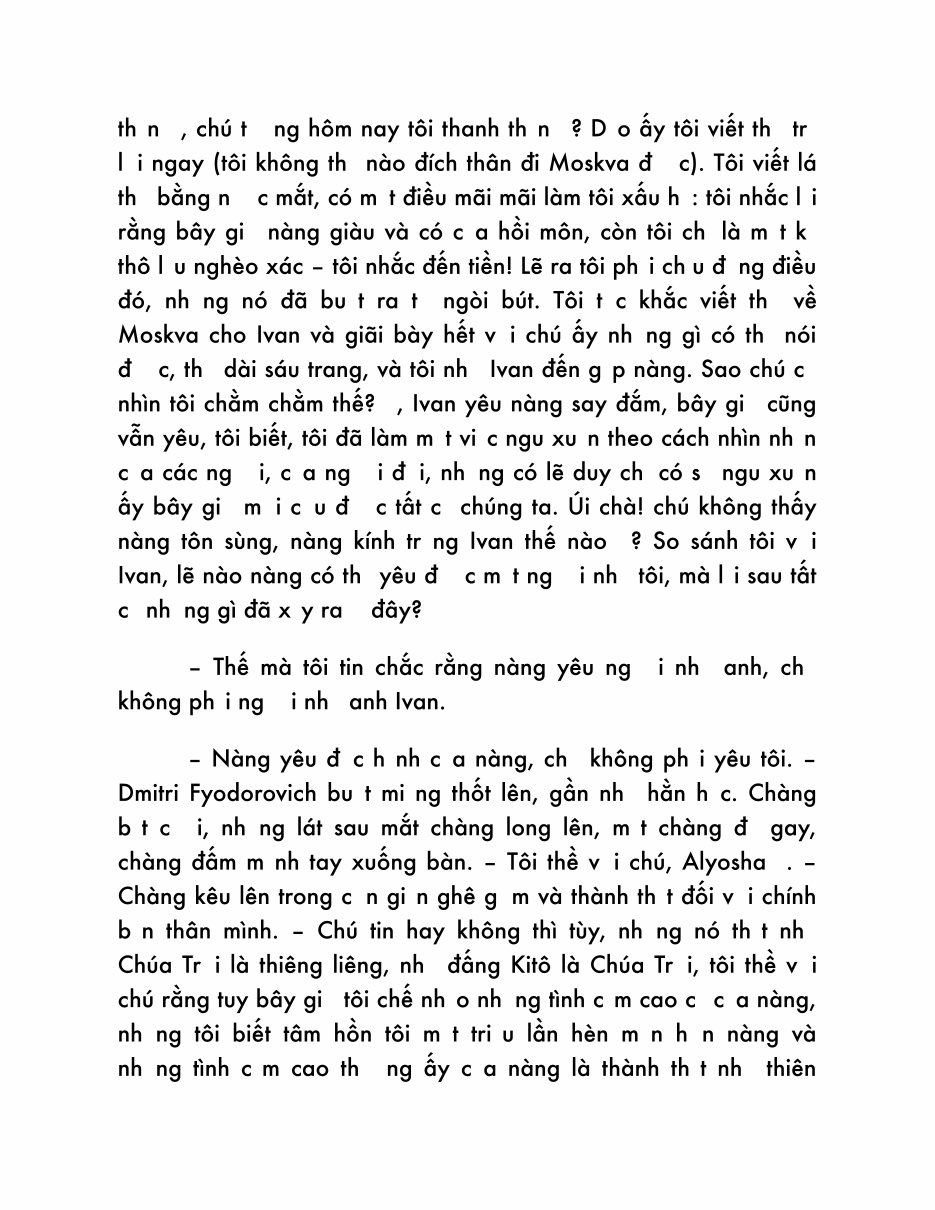 th n , chú t ng hôm nay tôi thanh th n ? D o ấy tôi viết th tr
l i ngay (tôi không th nào đích thân đi Moskva đ c). Tôi viết lá
th bằng n c mắt, có m t điều mãi mãi làm tôi xấu h : tôi nhắc l i
rằng bây gi nàng giàu và có c a hồi môn, còn tôi ch là m t k
thô l u nghèo xác – tôi nhắc đến tiền! Lẽ ra tôi ph i ch u đ ng điều
đó, nh ng nó đã bu t ra t ngòi bút. Tôi t c khắc viết th về
Moskva cho Ivan và giãi bày hết v i chú ấy nh ng gì có th nói
đ c, th dài sáu trang, và tôi nh Ivan đến g p nàng. Sao chú c
nhìn tôi chằm chằm thế? , Ivan yêu nàng say đắm, bây gi cũng
vẫn yêu, tôi biết, tôi đã làm m t vi c ngu xu n theo cách nhìn nh n
c a các ng i, c a ng i đ i, nh ng có lẽ duy ch có s ngu xu n
ấy bây gi m i c u đ c tất c chúng ta. Úi chà! chú không thấy
nàng tôn sùng, nàng kính tr ng Ivan thế nào ? So sánh tôi v i
Ivan, lẽ nào nàng có th yêu đ c m t ng i nh tôi, mà l i sau tất
c nh ng gì đã x y ra đây?
– Thế mà tôi tin chắc rằng nàng yêu ng i nh anh, ch
không ph i ng i nh anh Ivan.
– Nàng yêu đ c h nh c a nàng, ch không ph i yêu tôi. –
Dmitri Fyodorovich bu t mi ng thốt lên, gần nh hằn h c. Chàng
b t c i, nh ng lát sau mắt chàng long lên, m t chàng đ gay,
chàng đấm m nh tay xuống bàn. – Tôi thề v i chú, Alyosha . –
Chàng kêu lên trong c n gi n ghê g m và thành th t đối v i chính
b n thân mình. – Chú tin hay không thì tùy, nh ng nó th t nh
Chúa Tr i là thiêng liêng, nh đấng Kitô là Chúa Tr i, tôi thề v i
chú rằng tuy bây gi tôi chế nh o nh ng tình c m cao c c a nàng,
nh ng tôi biết tâm hồn tôi m t tri u lần hèn m n h n nàng và
nh ng tình c m cao th ng ấy c a nàng là thành th t nh thiên